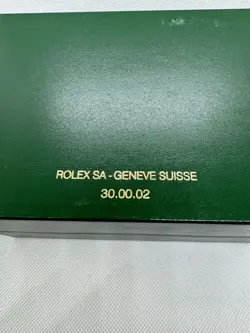 ROLEX SA - GENEVE SUISSE
30.00.02